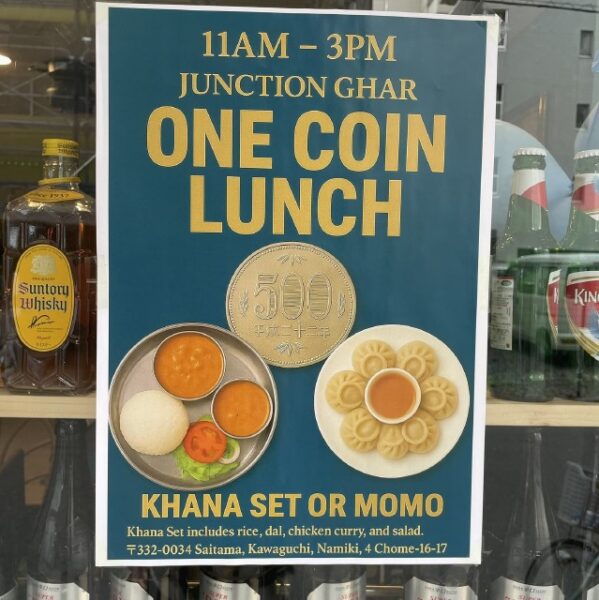 11AM – 3PM
JUNCTION GHAR
ONE COIN
LUNCH
500
KHANA SET OR MOMO
Khana Set includes rice, dal, chicken curry, and salad.
〒332-0034 Saitama, Kawaguchi, Namiki, 4 Chome-16-17
Suntory
Whisky